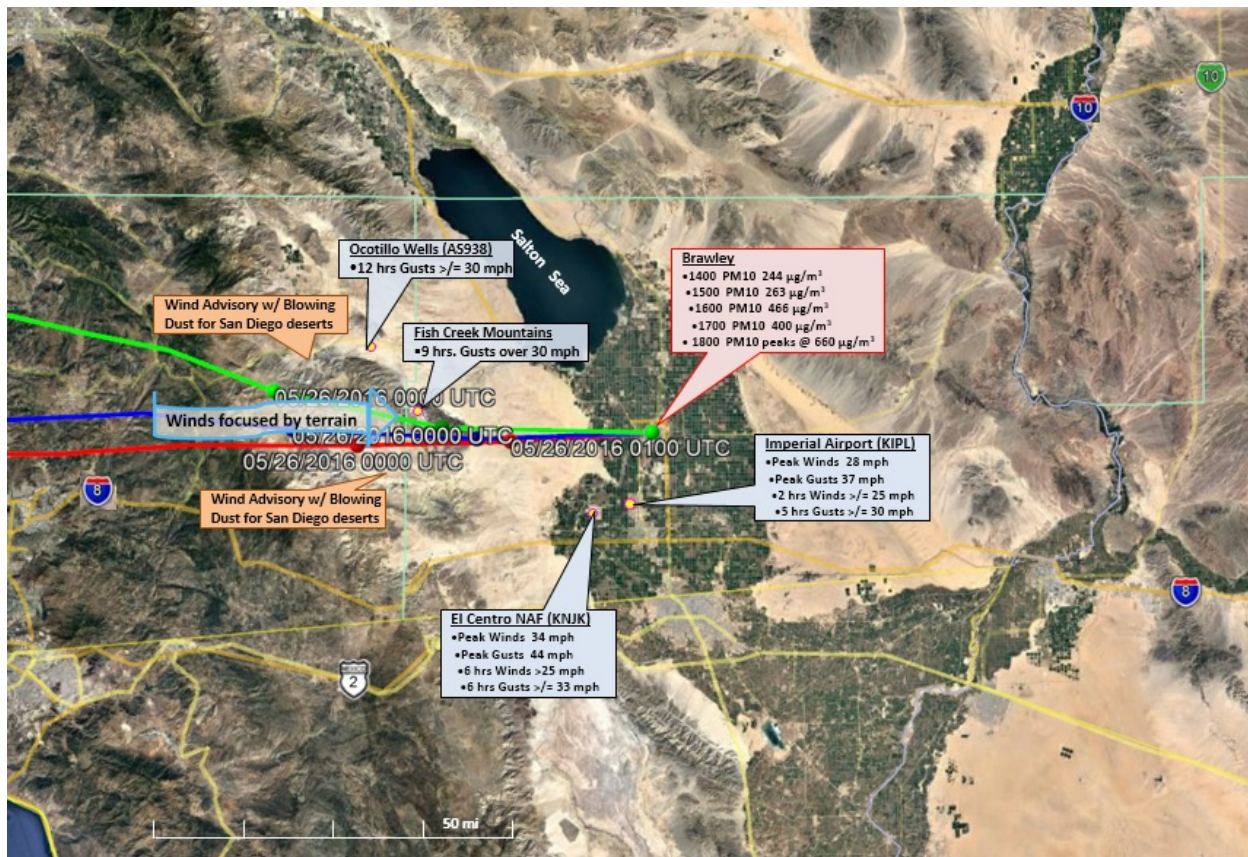 10
10
Salton Sea
Ocotillo Wells (AS938)
•12 hrs Gusts >/= 30 mph
Brawley
•1400 PM10 244 µg/m³
•1500 PM10 263 µg/m³
•1600 PM10 466 µg/m³
•1700 PM10 400 µg/m³
• 1800 PM10 peaks @ 660 µg/m³
Wind Advisory w/ Blowing
Dust for San Diego deserts
Fish Creek Mountains
•9 hrs. Gusts over 30 mph
05/26/2016 0000 UTC
Winds focused by terrain
05/26/2016 0000 UTC
05/26/2016 0100 UTC
05/26/2016 0000 UTC
Imperial Airport (KIPL)
•Peak Winds 28 mph
•Peak Gusts 37 mph
•2 hrs Winds >/= 25 mph
•5 hrs Gusts >/= 30 mph
8
Wind Advisory w/ Blowing
Dust for San Diego deserts
8
El Centro NAF (KNJK)
•Peak Winds 34 mph
•Peak Gusts 44 mph
•6 hrs Winds >25 mph
•6 hrs Gusts >/= 33 mph
MEXICO
2
50 mi